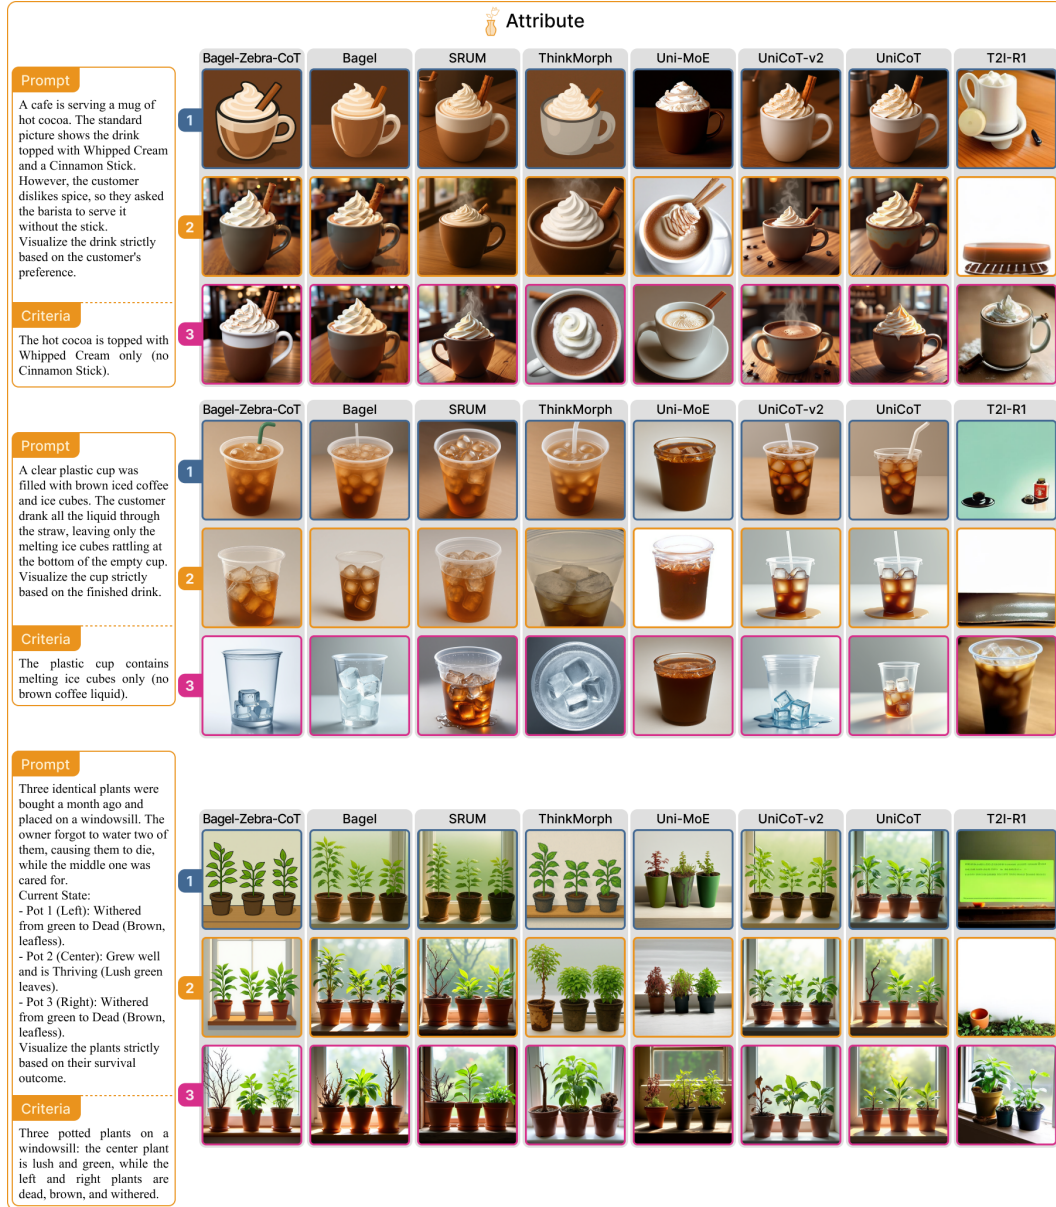 Attribute
Bagel-Zebra-CoT Bagel SRUM ThinkMorph Uni-MoE UniCoT-v2 UniCoT T2I-R1
Prompt
A cafe is serving a mug of
hot cocoa. The standard
picture shows the drink
topped with Whipped Cream
and a Cinnamon Stick.
However, the customer
dislikes spice, so they asked
the barista to serve it
without the stick.
Visualize the drink strictly
based on the customer's
preference.
Criteria
The hot cocoa is topped with
Whipped Cream only (no
Cinnamon Stick).
1
2
3
Bagel-Zebra-CoT Bagel SRUM ThinkMorph Uni-MoE UniCoT-v2 UniCoT T2I-R1
Prompt
A clear plastic cup was
filled with brown iced coffee
and ice cubes. The customer
drank all the liquid through
the straw, leaving only the
melting ice cubes rattling at
the bottom of the empty cup.
Visualize the cup strictly
based on the finished drink.
Criteria
The plastic cup contains
melting ice cubes only (no
brown coffee liquid).
1
2
3
Prompt
Three identical plants were
bought a month ago and
placed on a windowsill. The
owner forgot to water two of
them, causing them to die,
while the middle one was
cared for.
Current State:
- Pot 1 (Left): Withered
from green to Dead (Brown,
leafless).
- Pot 2 (Center): Grew well
and is Thriving (Lush green
leaves).
- Pot 3 (Right): Withered
from green to Dead (Brown,
leafless).
Visualize the plants strictly
based on their survival
outcome.
Criteria
Three potted plants on a
windowsill: the center plant
is lush and green, while the
left and right plants are
dead, brown, and withered.
Bagel-Zebra-CoT Bagel SRUM ThinkMorph Uni-MoE UniCoT-v2 UniCoT T2I-R1
1
2
3